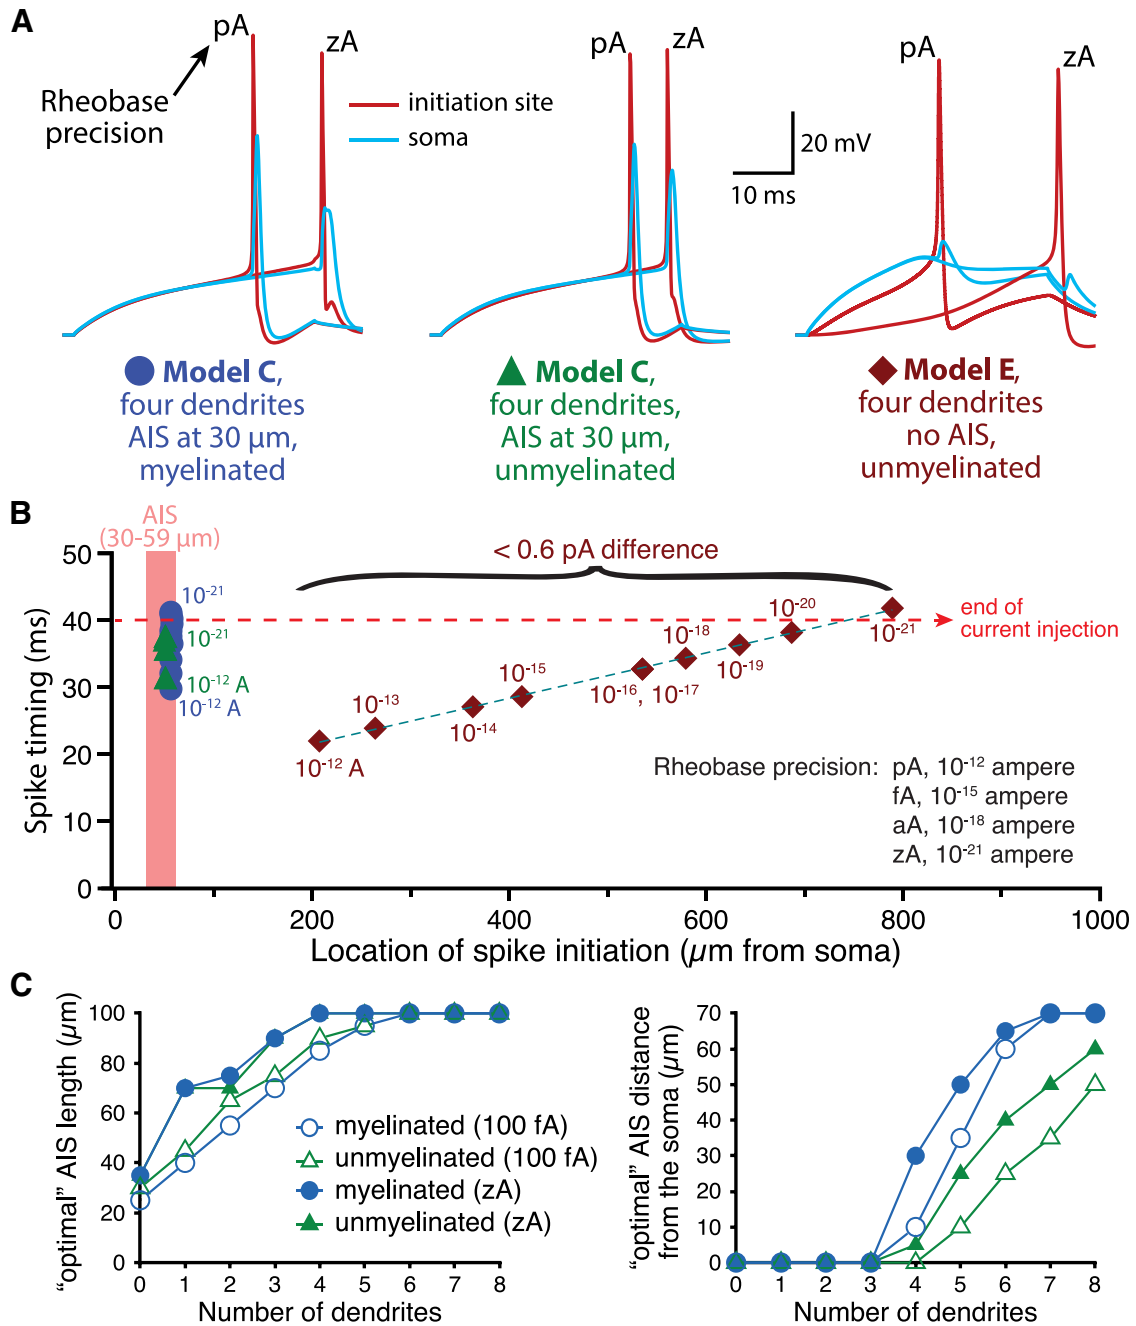 A
pA
zA
Rheobase
precision
initiation site
soma
pA
zA
20 mV
10 ms
pA
zA
Model C,
four dendrites
AIS at 30 µm,
myelinated
Model C,
four dendrites,
AIS at 30 µm,
unmyelinated
Model E,
four dendrites
no AIS,
unmyelinated
B
AIS
(30-59 µm)
< 0.6 pA difference
Spike timing (ms)
50
40
30
20
10
0
10⁻²¹
10⁻²¹
10⁻¹² A
10⁻¹² A
10⁻¹² A
10⁻¹³
10⁻¹⁴
10⁻¹⁵
10⁻¹⁶, 10⁻¹⁷
10⁻¹⁸
10⁻¹⁹
10⁻²⁰
10⁻²¹
end of
current injection
Rheobase precision: pA, 10⁻¹² ampere
fA, 10⁻¹⁵ ampere
aA, 10⁻¹⁸ ampere
zA, 10⁻²¹ ampere
0 200 400 600 800 1000
Location of spike initiation (µm from soma)
C
“optimal” AIS length (µm)
100
80
60
40
20
0
myelinated (100 fA)
unmyelinated (100 fA)
myelinated (zA)
unmyelinated (zA)
0 1 2 3 4 5 6 7 8
Number of dendrites
“optimal” AIS distance
from the soma (µm)
70
60
50
40
30
20
10
0
0 1 2 3 4 5 6 7 8
Number of dendrites